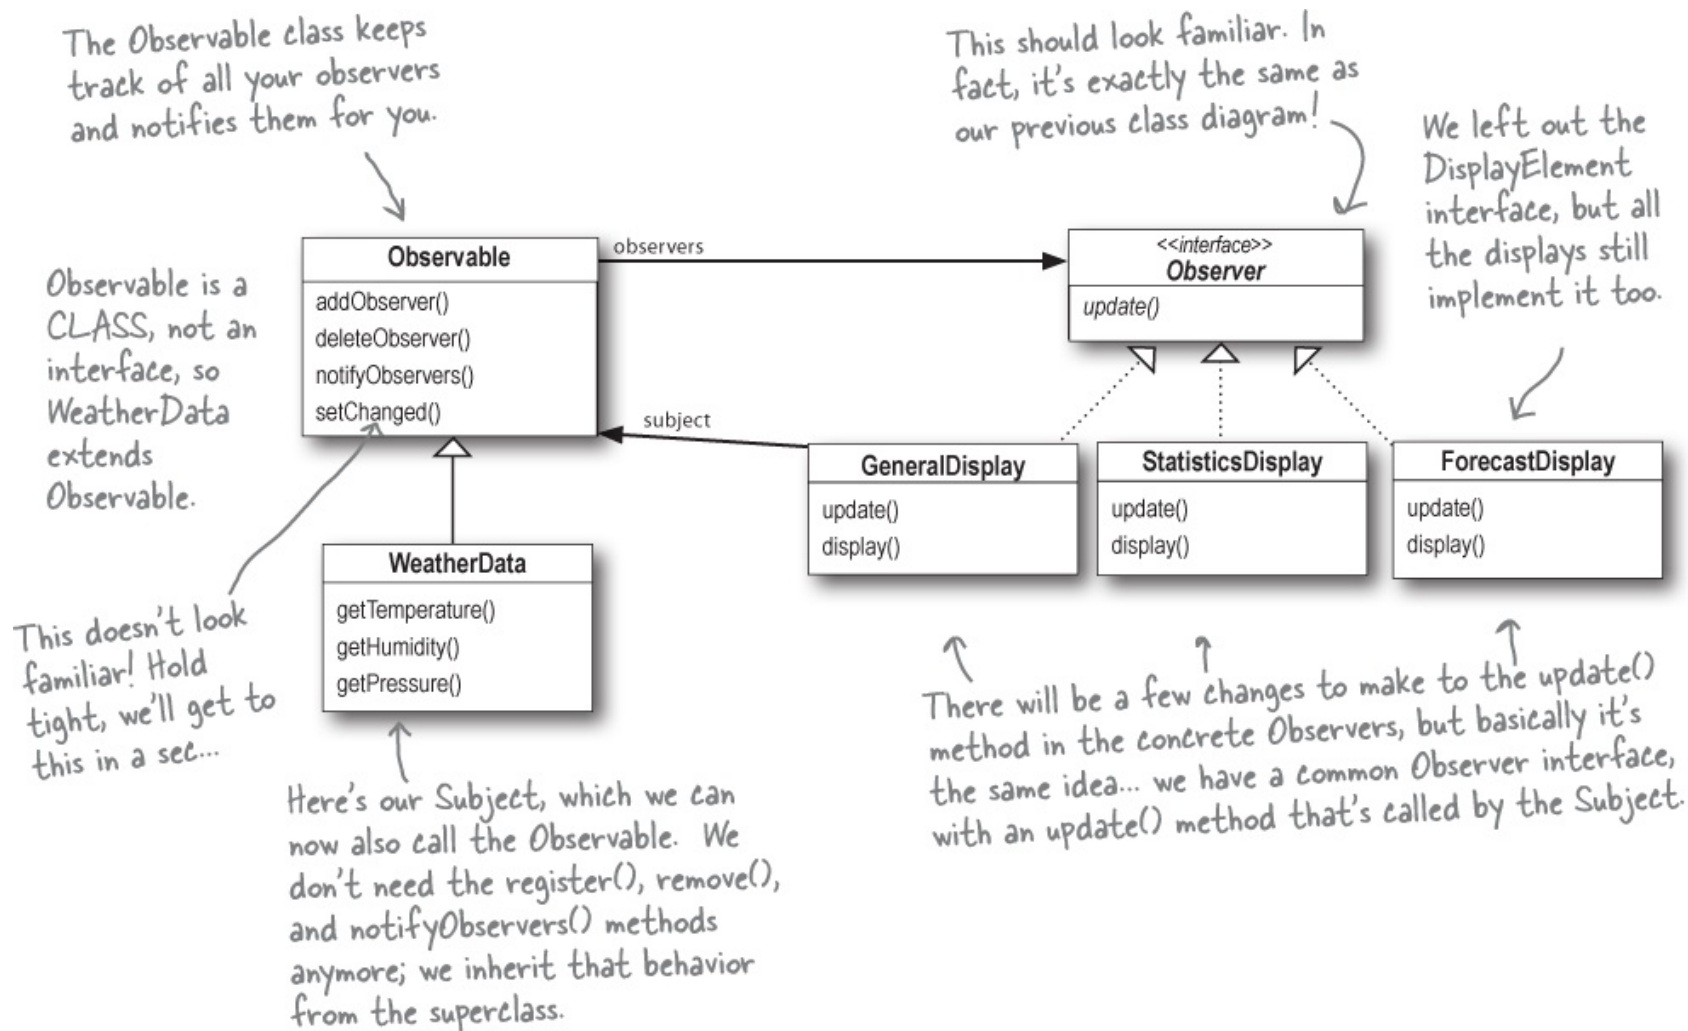 The Observable class keeps
track of all your observers
and notifies them for you.
This should look familiar. In
fact, it's exactly the same as
our previous class diagram!
We left out the
DisplayElement
interface, but all
the displays still
implement it too.
Observable is a
CLASS, not an
interface, so
WeatherData
extends
Observable.
Observable
addObserver()
deleteObserver()
notifyObservers()
setChanged()
observers
<<interface>>
Observer
update()
subject
GeneralDisplay
update()
display()
StatisticsDisplay
update()
display()
ForecastDisplay
update()
display()
WeatherData
getTemperature()
getHumidity()
getPressure()
This doesn't look
familiar! Hold
tight, we'll get to
this in a sec...
Here's our Subject, which we can
now also call the Observable. We
don't need the register(), remove(),
and notifyObservers() methods
anymore; we inherit that behavior
from the superclass.
There will be a few changes to make to the update()
method in the concrete Observers, but basically it's
the same idea... we have a common Observer interface,
with an update() method that's called by the Subject.